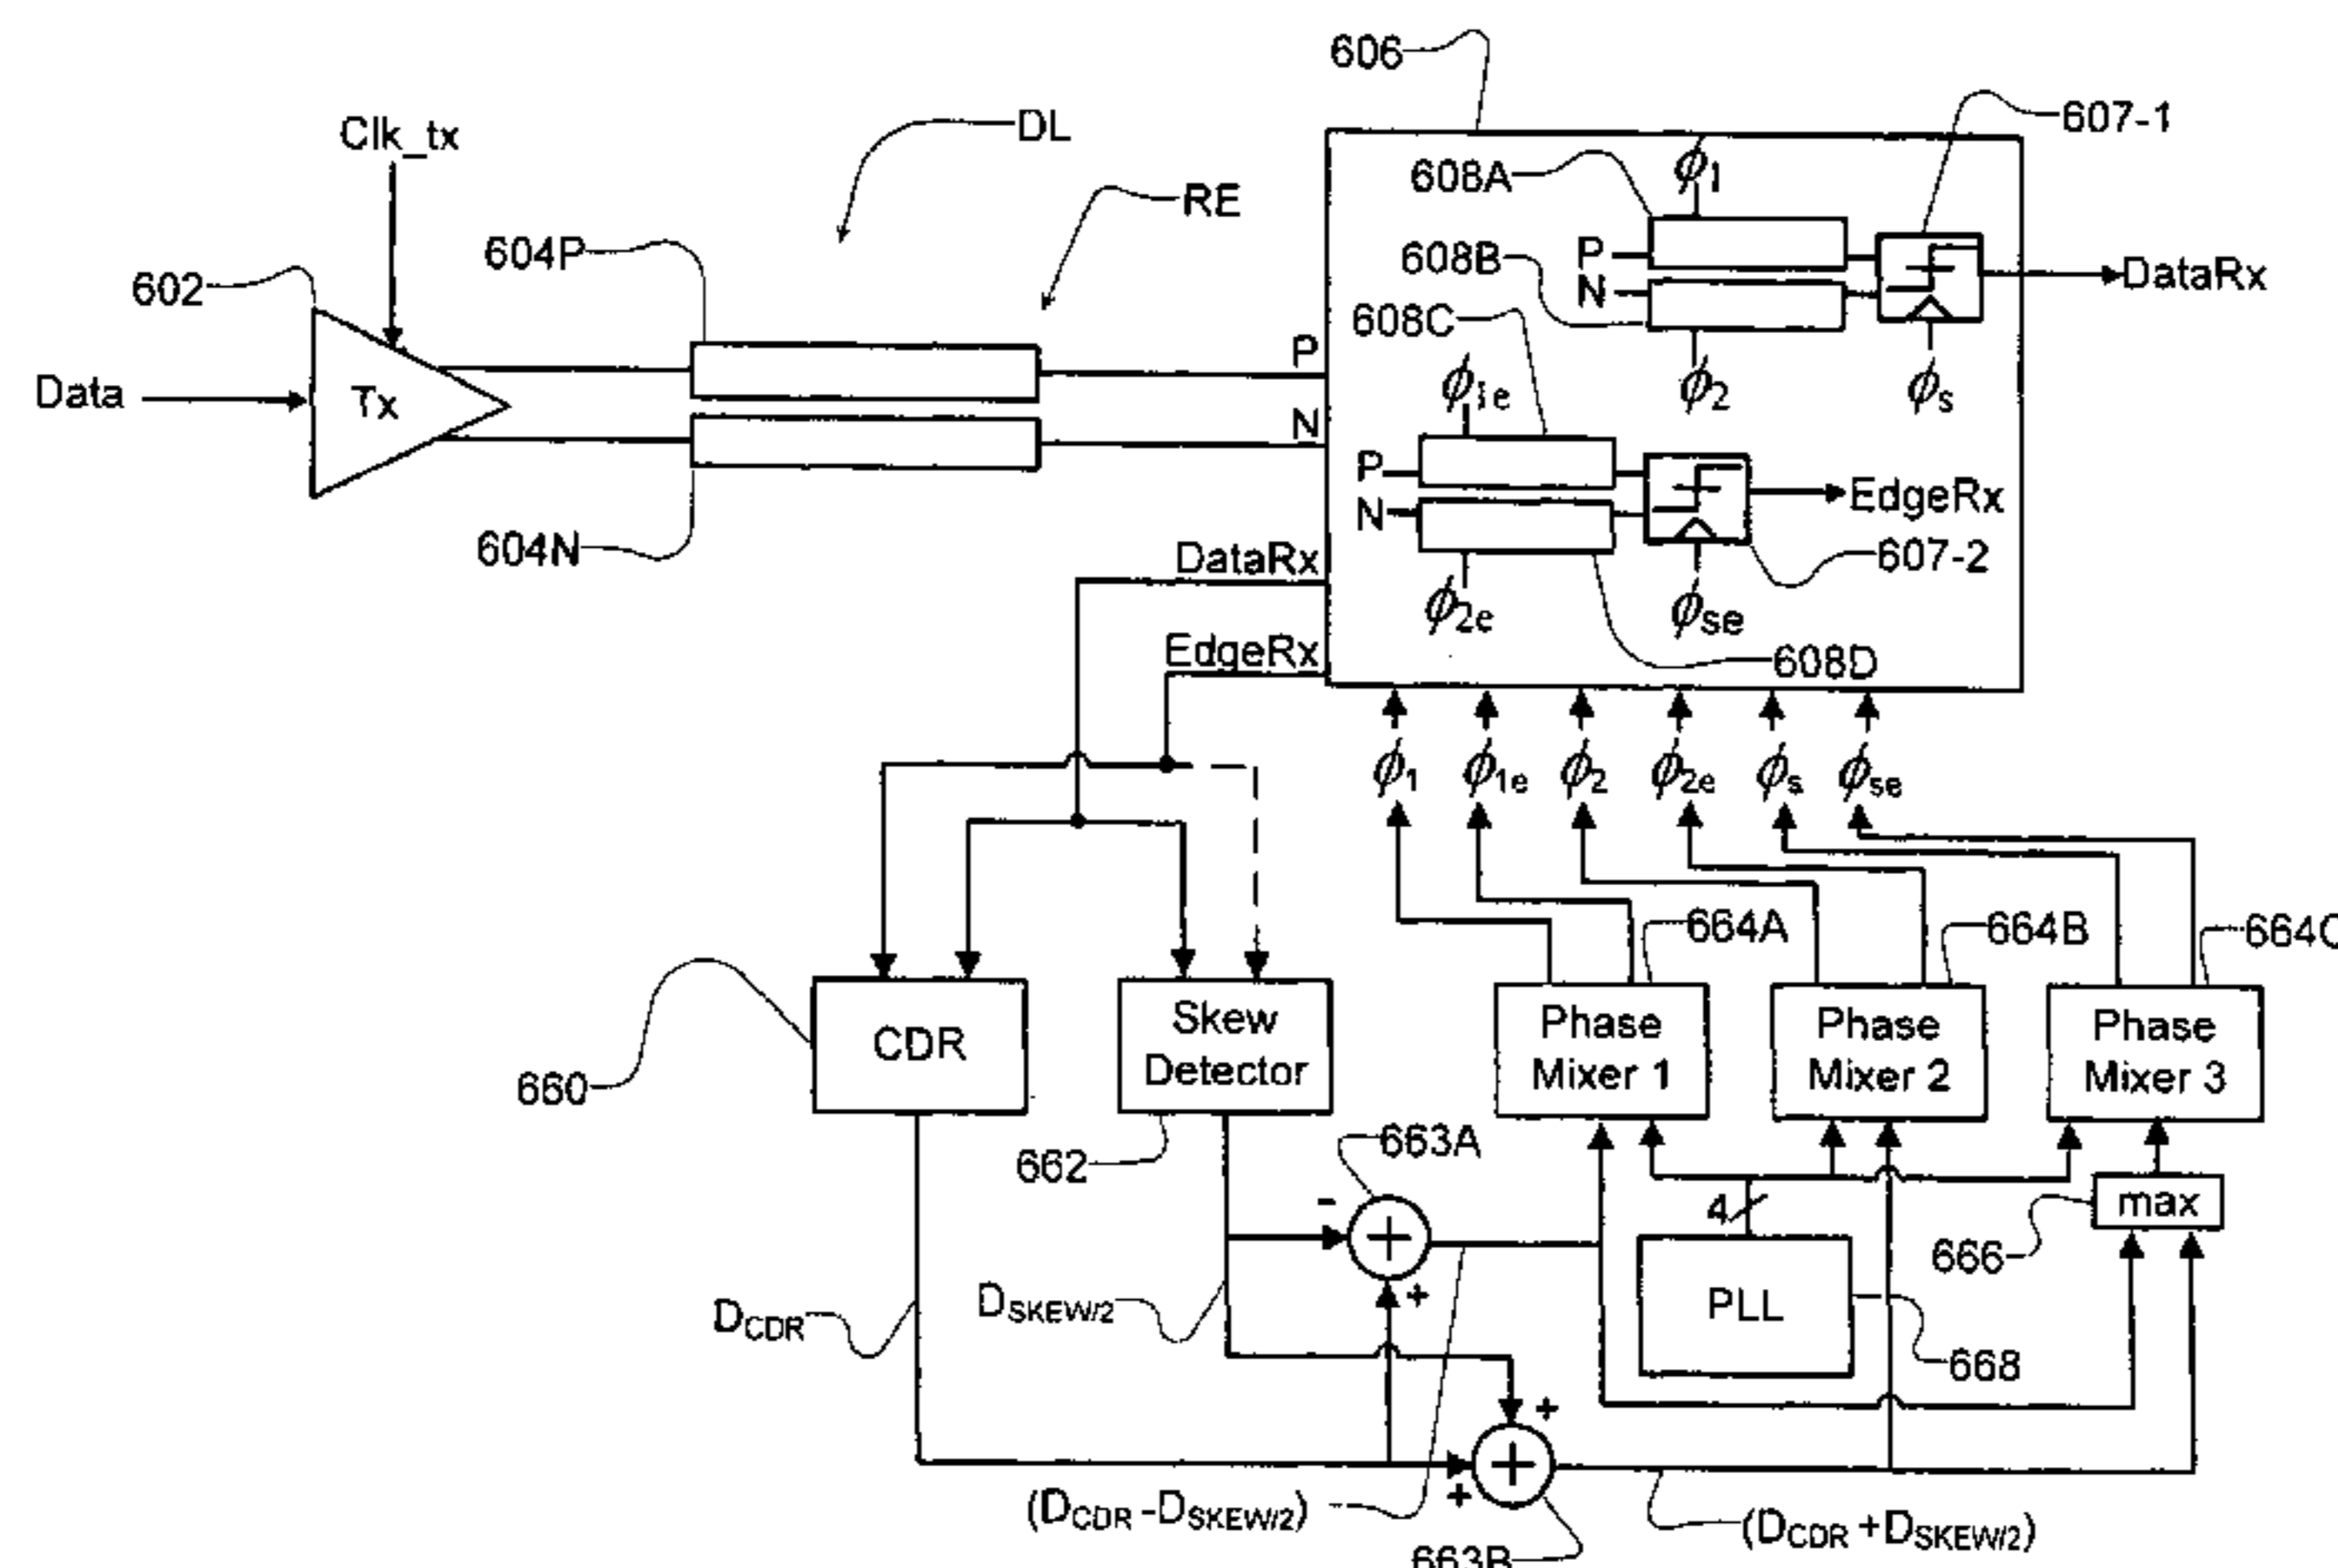 606
607-1
Clk_tx
DL
ϕ1
608A
RE
604P
P
608B
N
DataRx
602
608C
P
ϕ1e
ϕ2
ϕs
Data
Tx
N
P
EdgeRx
N
604N
607-2
DataRx
ϕ2e
ϕse
EdgeRx
608D
ϕ1
ϕ1e
ϕ2
ϕ2e
ϕs
ϕse
664A
664B
664C
CDR
Skew
Detector
Phase
Mixer 1
Phase
Mixer 2
Phase
Mixer 3
660
662
663A
-
4
max
+
666
DCDR
DSKEW/2
PLL
668
+
+
(DCDR -DSKEW/2)
(DCDR +DSKEW/2)
663B